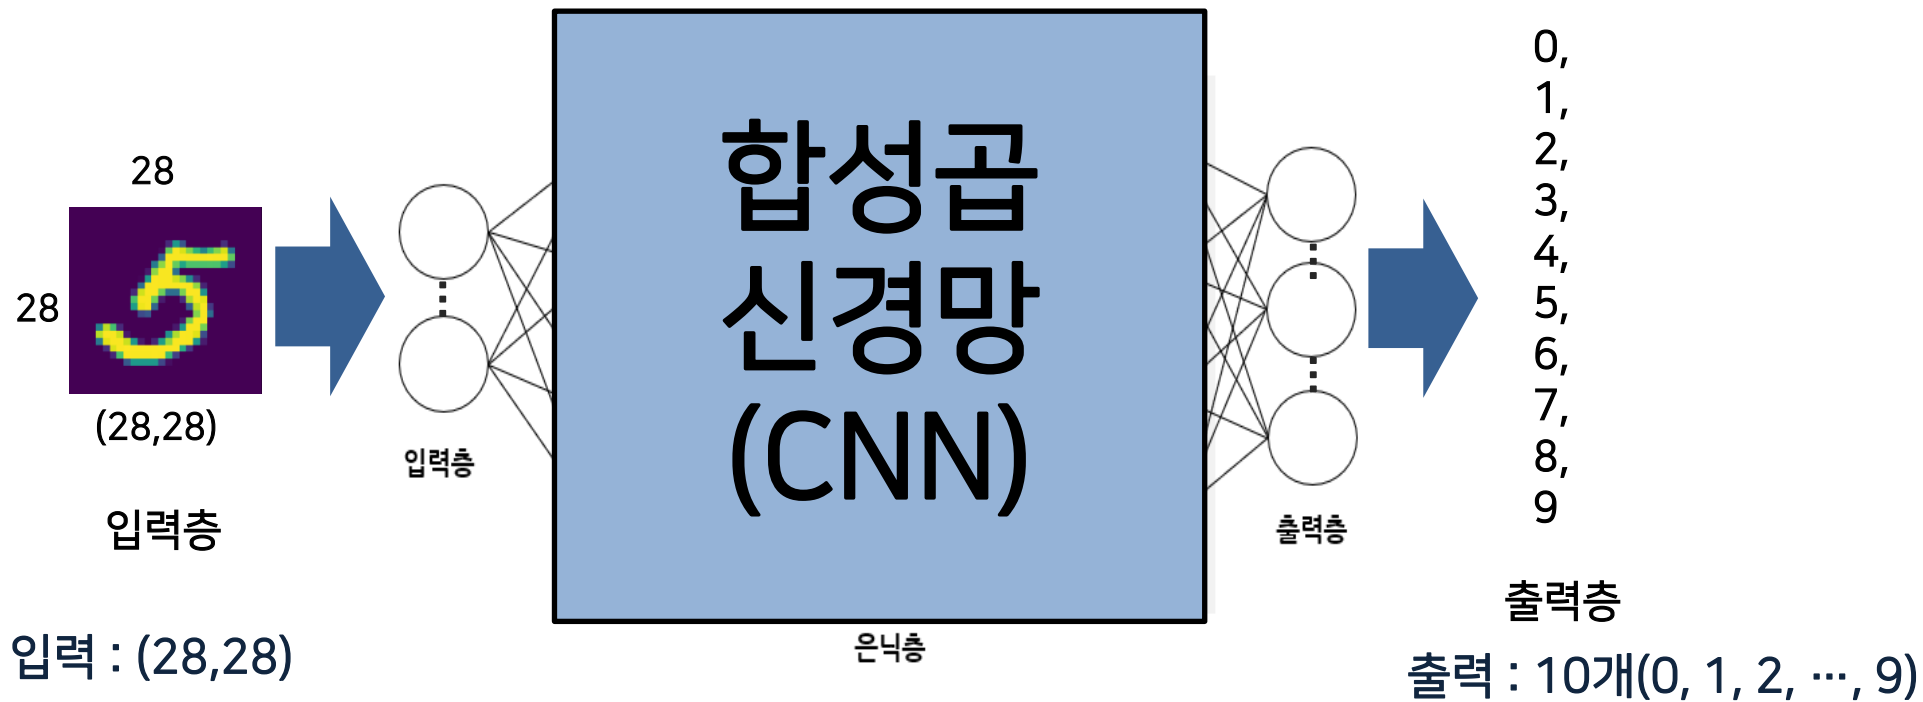 28
28
(28,28)
입력층
입력 : (28,28)
입력층
합성곱
신경망
(CNN)
은닉층
출력층
0,
1,
2,
3,
4,
5,
6,
7,
8,
9
출력층
출력 : 10개(0, 1, 2, …, 9)